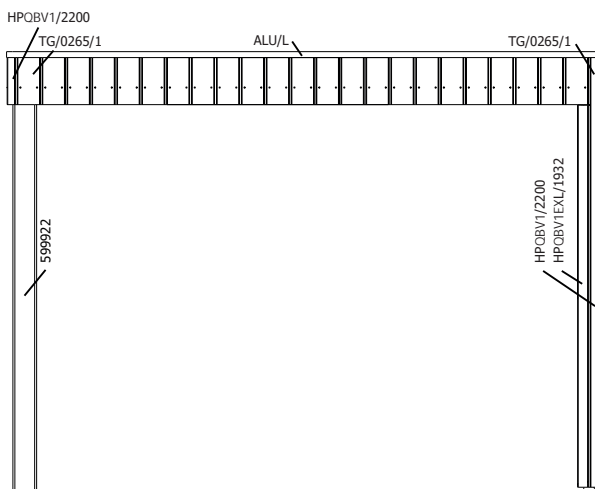 HPQBV1/2200
TG/0265/1
ALU/L
TG/0265/1
599922
HPQBV1/2200
HPQBV1EXL/1932